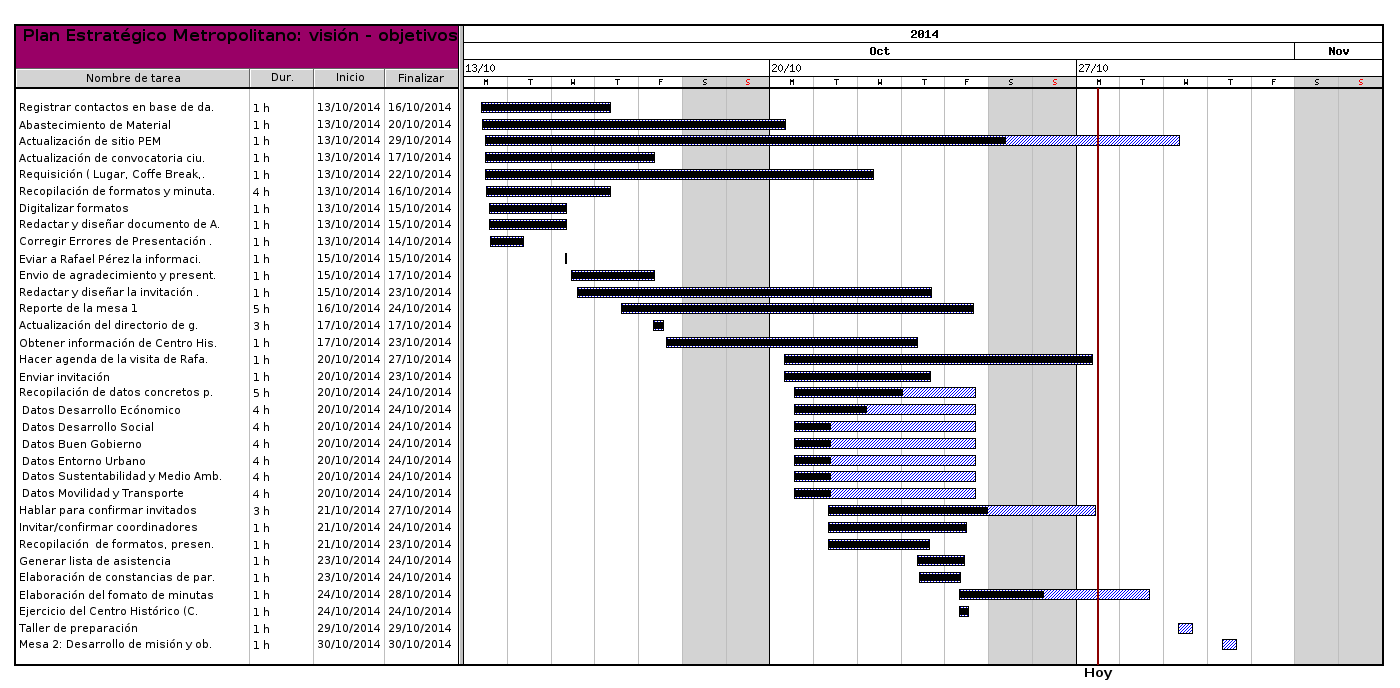 Plan Estratégico Metropolitano: visión - objetivos
2014
Oct Nov
Nombre de tarea Dur. Inicio Finalizar
13/10 20/10 27/10
M T W T F S S M T W T F S S M T W T F S S
Registrar contactos en base de da. 1 h 13/10/2014 16/10/2014
Abastecimiento de Material 1 h 13/10/2014 20/10/2014
Actualización de sitio PEM 1 h 13/10/2014 29/10/2014
Actualización de convocatoria ciu. 1 h 13/10/2014 17/10/2014
Requisición ( Lugar, Coffe Break,. 1 h 13/10/2014 22/10/2014
Recopilación de formatos y minuta. 4 h 13/10/2014 16/10/2014
Digitalizar formatos 1 h 13/10/2014 15/10/2014
Redactar y diseñar documento de A. 1 h 13/10/2014 15/10/2014
Corregir Errores de Presentación . 1 h 13/10/2014 14/10/2014
Eviar a Rafael Pérez la informaci. 1 h 15/10/2014 15/10/2014
Envio de agradecimiento y present. 1 h 15/10/2014 17/10/2014
Redactar y diseñar la invitación . 1 h 15/10/2014 23/10/2014
Reporte de la mesa 1 5 h 16/10/2014 24/10/2014
Actualización del directorio de g. 3 h 17/10/2014 17/10/2014
Obtener información de Centro His. 1 h 17/10/2014 23/10/2014
Hacer agenda de la visita de Rafa. 1 h 20/10/2014 27/10/2014
Enviar invitación 1 h 20/10/2014 23/10/2014
Recopilación de datos concretos p. 5 h 20/10/2014 24/10/2014
Datos Desarrollo Ecónomico 4 h 20/10/2014 24/10/2014
Datos Desarrollo Social 4 h 20/10/2014 24/10/2014
Datos Buen Gobierno 4 h 20/10/2014 24/10/2014
Datos Entorno Urbano 4 h 20/10/2014 24/10/2014
Datos Sustentabilidad y Medio Amb. 4 h 20/10/2014 24/10/2014
Datos Movilidad y Transporte 4 h 20/10/2014 24/10/2014
Hablar para confirmar invitados 3 h 21/10/2014 27/10/2014
Invitar/confirmar coordinadores 1 h 21/10/2014 24/10/2014
Recopilación de formatos, presen. 1 h 21/10/2014 23/10/2014
Generar lista de asistencia 1 h 23/10/2014 24/10/2014
Elaboración de constancias de par. 1 h 23/10/2014 24/10/2014
Elaboración del fomato de minutas 1 h 24/10/2014 28/10/2014
Ejercicio del Centro Histórico (C. 1 h 24/10/2014 24/10/2014
Taller de preparación 1 h 29/10/2014 29/10/2014
Mesa 2: Desarrollo de misión y ob. 1 h 30/10/2014 30/10/2014
Hoy